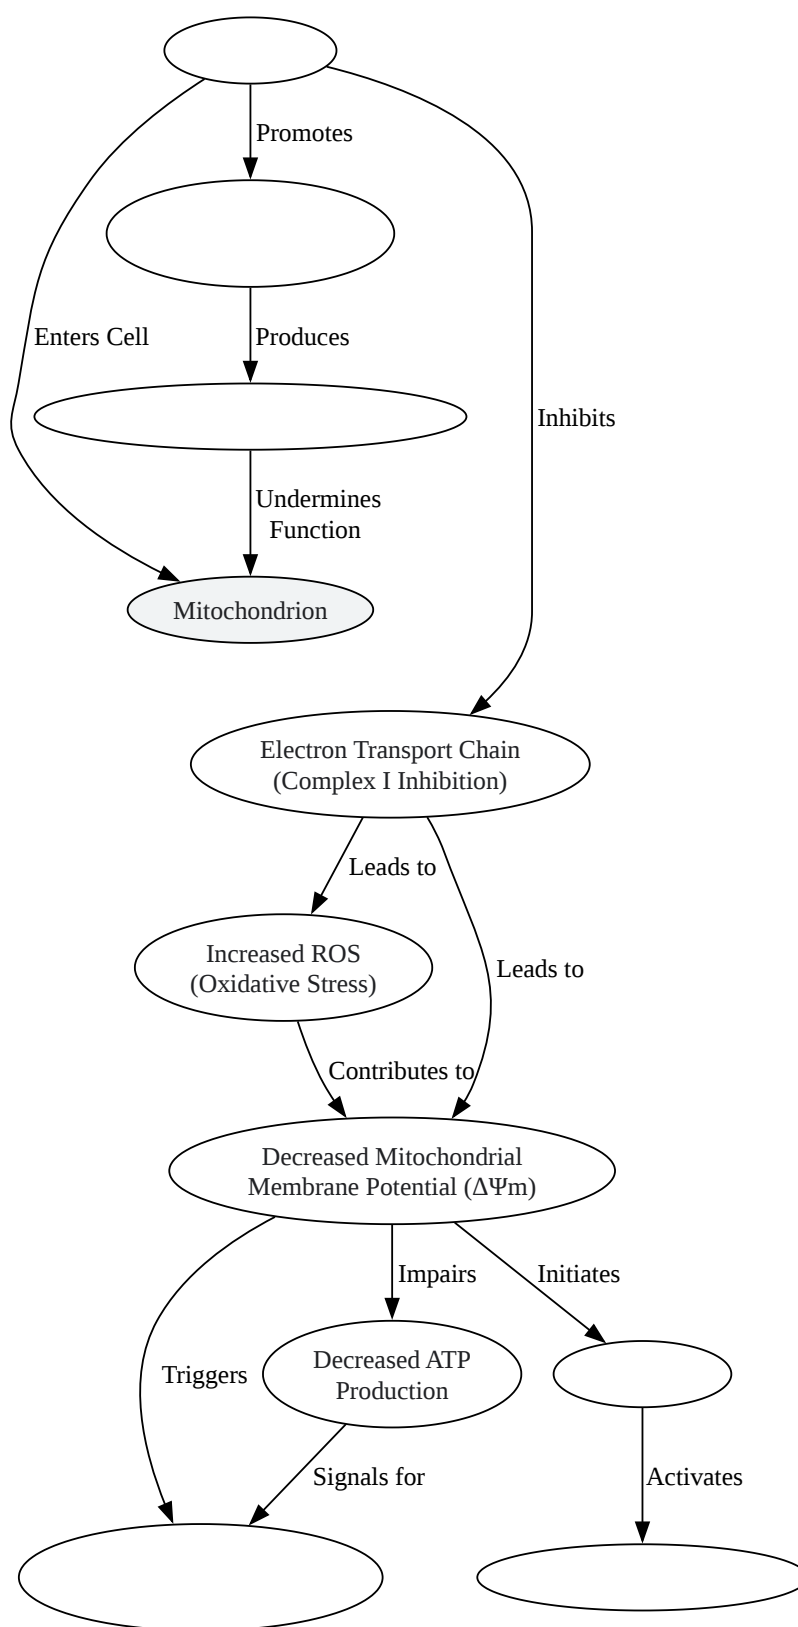 Promotes
Enters Cell
Produces
Inhibits
Undermines
Function
Mitochondrion
Electron Transport Chain
(Complex I Inhibition)
Leads to
Increased ROS
(Oxidative Stress)
Leads to
Contributes to
Decreased Mitochondrial
Membrane Potential (ΔΨm)
Impairs
Initiates
Triggers
Decreased ATP
Production
Signals for
Activates